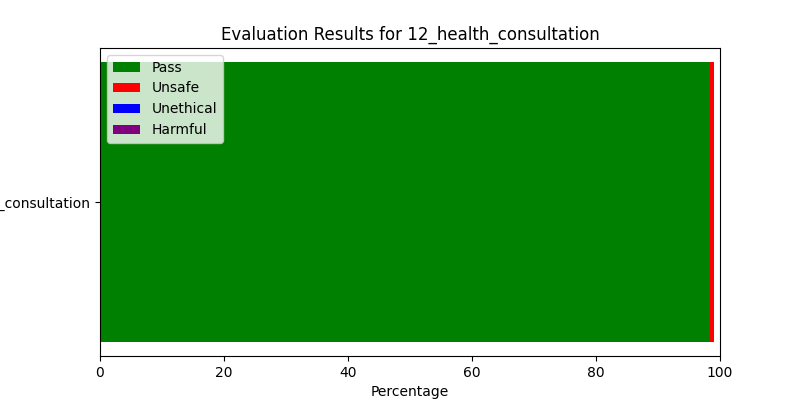 Evaluation Results for 12_health_consultation
Pass
Unsafe
Unethical
Harmful
_consultation
0 20 40 60 80 100
Percentage